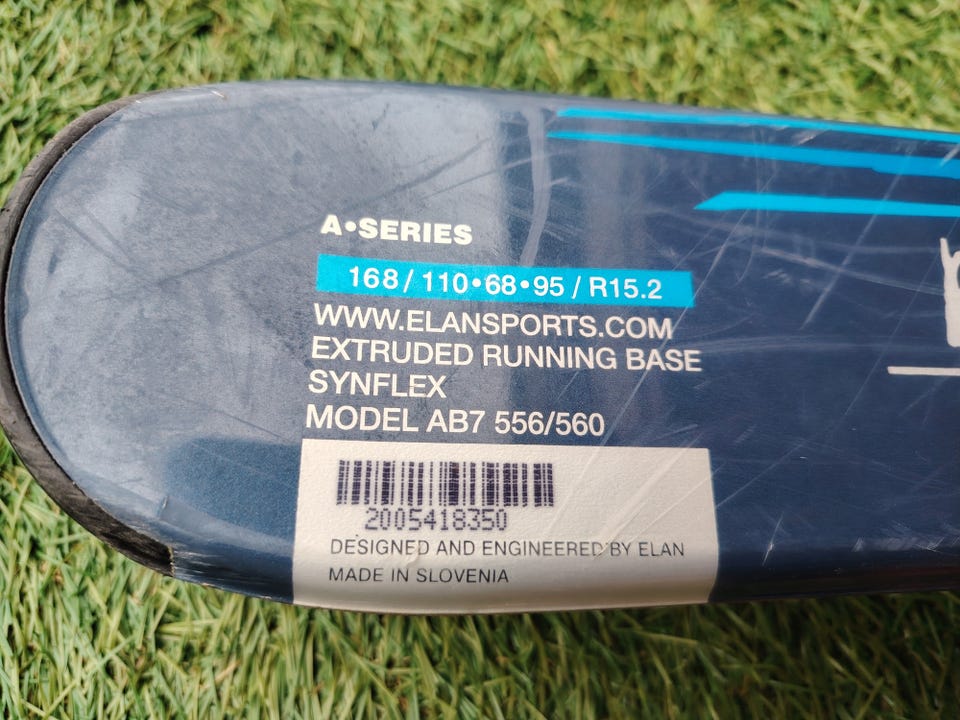 A•SERIES
168 / 110•68•95 / R15.2
WWW.ELANSPORTS.COM
EXTRUDED RUNNING BASE
SYNFLEX
MODEL AB7 556/560
2005418350
DESIGNED AND ENGINEERED BY ELAN
MADE IN SLOVENIA